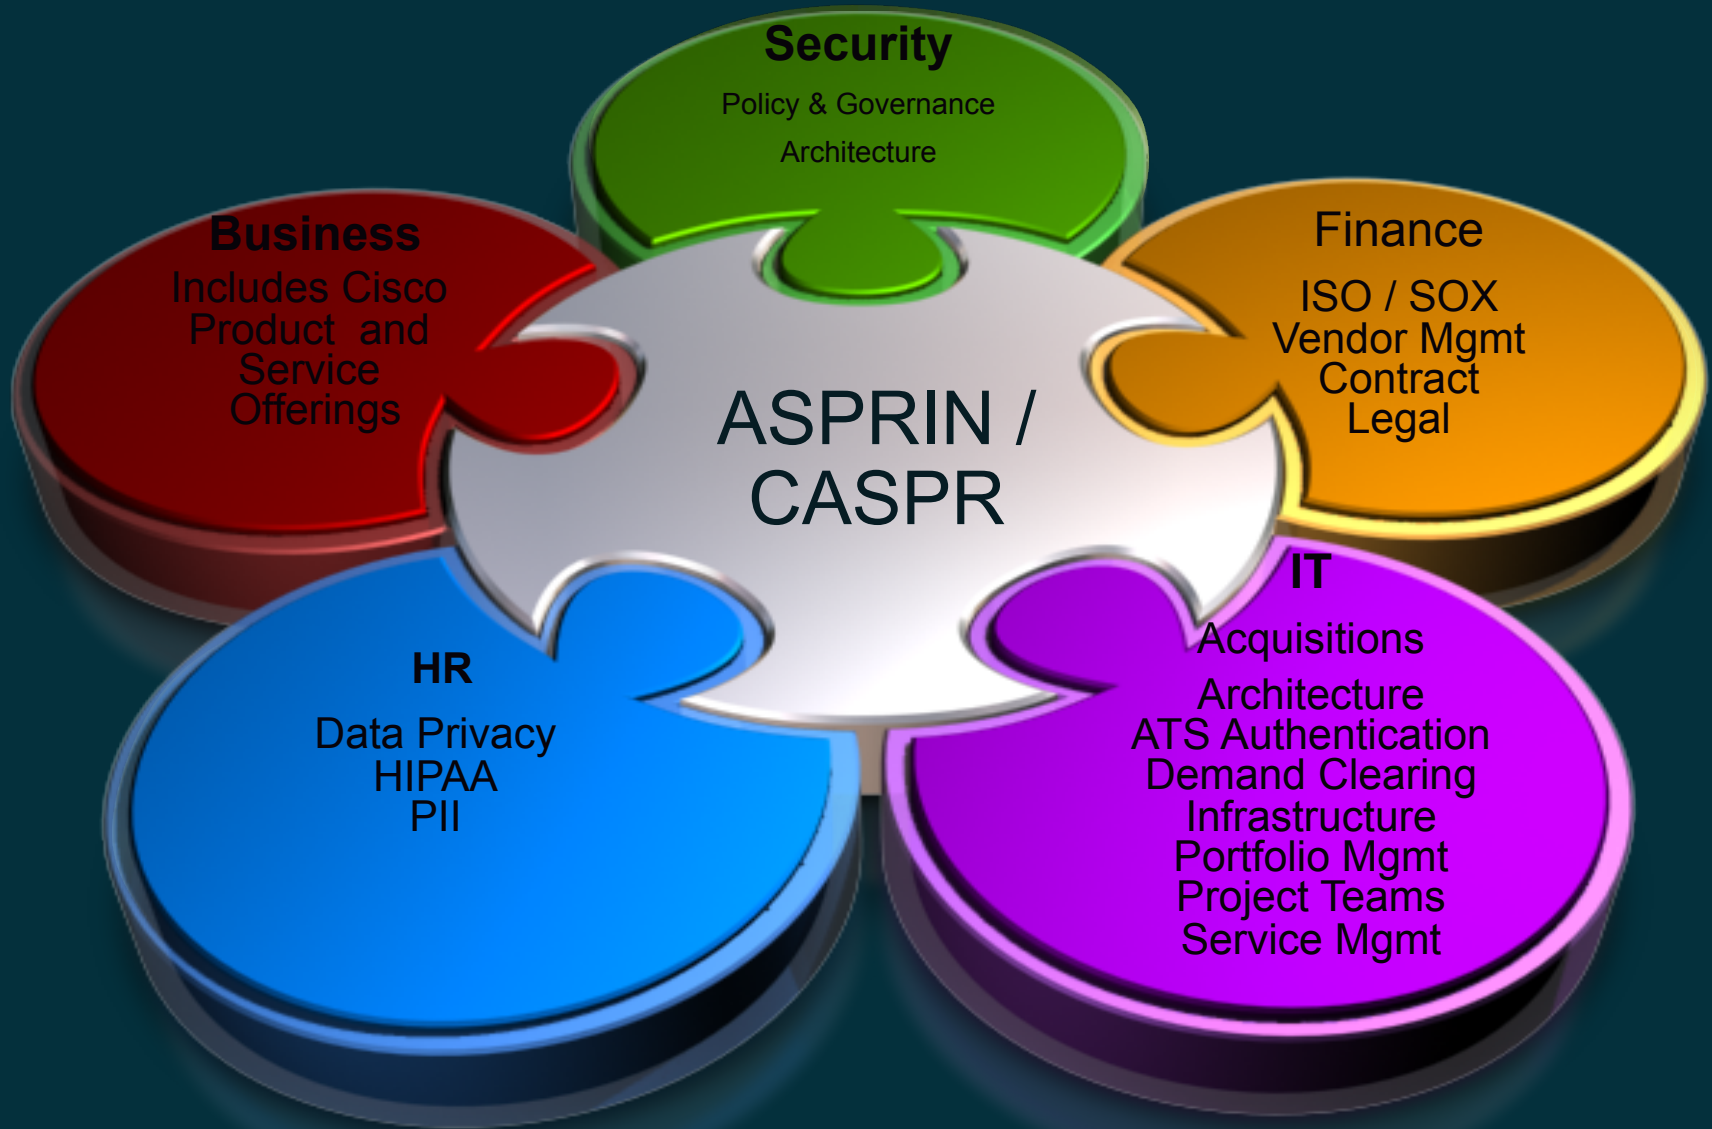 Security
Policy & Governance
Architecture
Business
Includes Cisco
Product and
Service
Offerings
Finance
ISO / SOX
Vendor Mgmt
Contract
Legal
ASPRIN /
CASPR
HR
Data Privacy
HIPAA
PII
IT
Acquisitions
Architecture
ATS Authentication
Demand Clearing
Infrastructure
Portfolio Mgmt
Project Teams
Service Mgmt